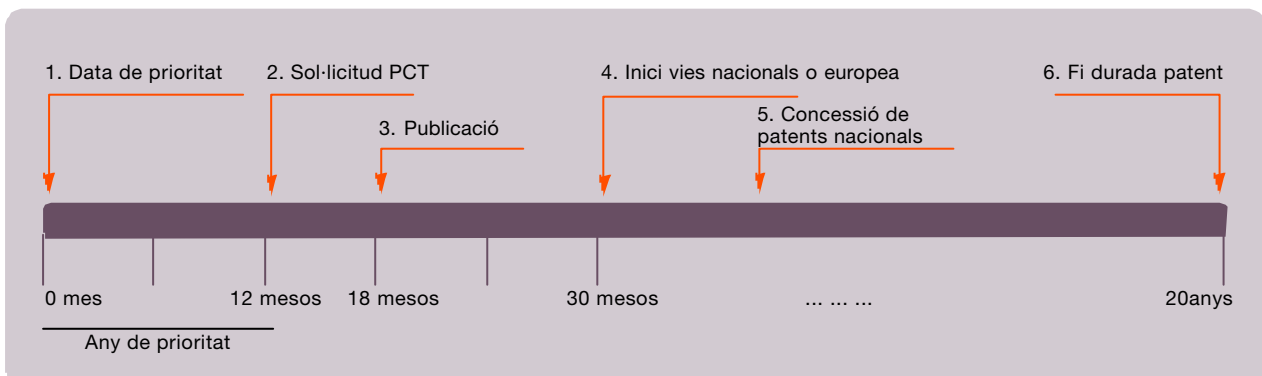 1. Data de prioritat
2. Sol·licitud PCT
3. Publicació
4. Inici vies nacionals o europea
5. Concessió de
patents nacionals
6. Fi durada patent
0 mes
12 mesos
18 mesos
30 mesos
... ... ...
20anys
Any de prioritat